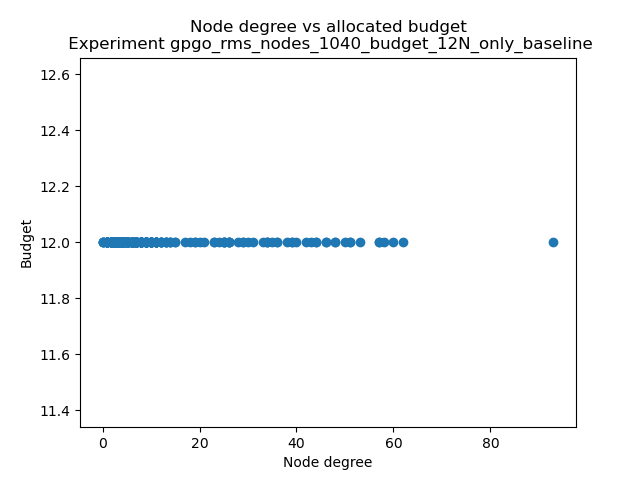 Node degree vs allocated budget
Experiment gpgo_rms_nodes_1040_budget_12N_only_baseline
12.6
12.4
12.2
12.0
11.8
11.6
11.4
Budget
0 20 40 60 80
Node degree